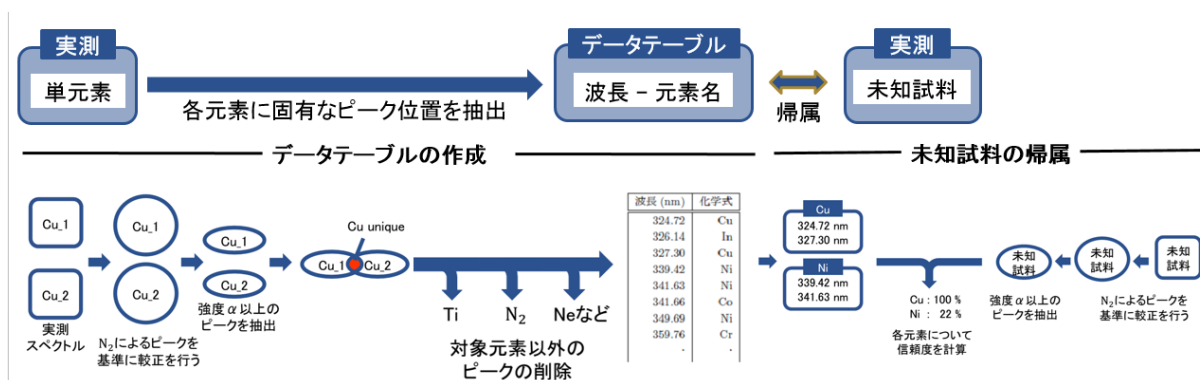 実測
単元素
各元素に固有なピーク位置を抽出
データテーブル
波長 − 元素名
帰属
実測
未知試料
データテーブルの作成
未知試料の帰属
Cu_1
Cu_2
実測
スペクトル
Cu_1
Cu_2
N₂によるピークを
基準に較正を行う
Cu_1
Cu_2
強度 α 以上の
ピークを抽出
Cu unique
Cu_1
Cu_2
Ti
N₂
Neなど
対象元素以外の
ピークの削除
波長 (nm) 化学式
324.72 Cu
326.14 In
327.30 Cu
339.42 Ni
341.63 Ni
341.66 Co
349.69 Ni
359.76 Cr
. .
Cu
324.72 nm
327.30 nm
Ni
339.42 nm
341.63 nm
Cu : 100 %
Ni : 22 %
各元素について
信頼度を計算
未知
試料
強度 α 以上の
ピークを抽出
未知
試料
未知
試料
N₂によるピークを
基準に較正を行う